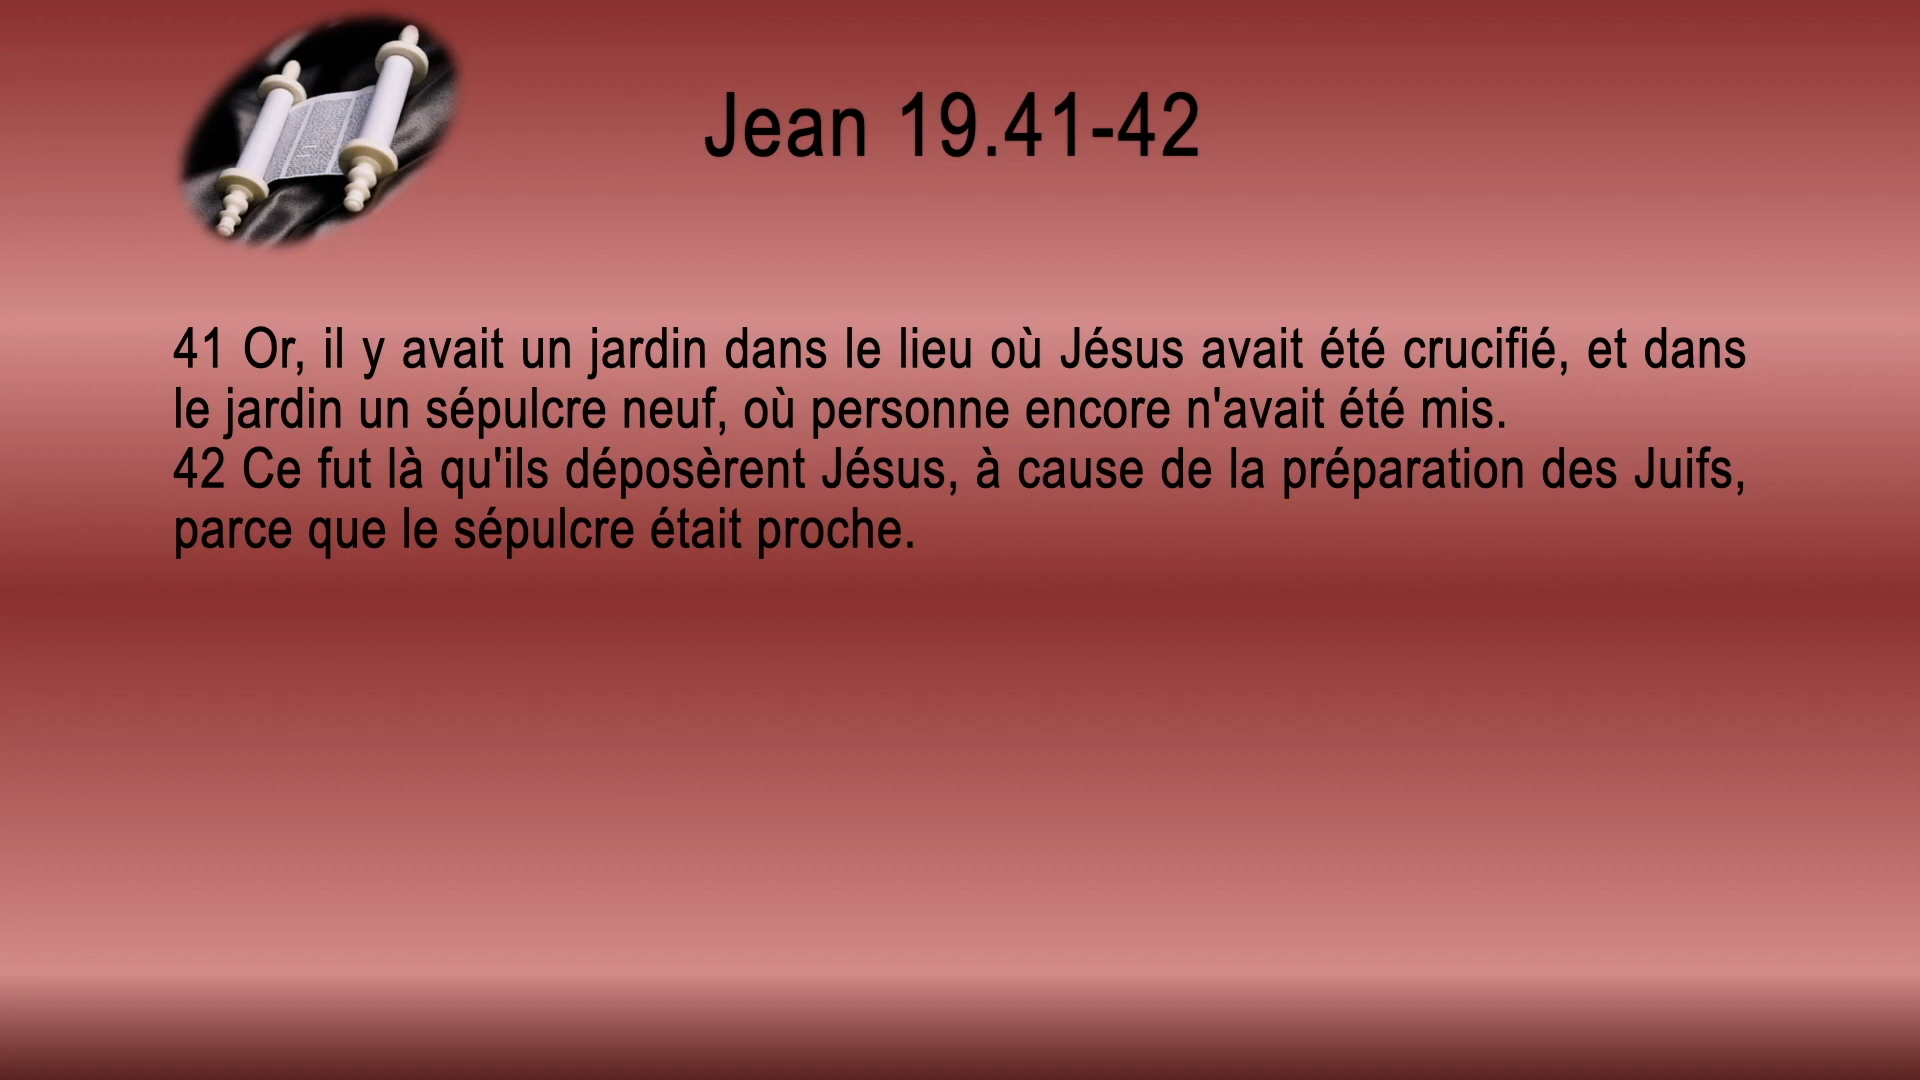 Jean 19.41-42
41 Or, il y avait un jardin dans le lieu où Jésus avait été crucifié, et dans
le jardin un sépulcre neuf, où personne encore n'avait été mis.
42 Ce fut là qu'ils déposèrent Jésus, à cause de la préparation des Juifs,
parce que le sépulcre était proche.